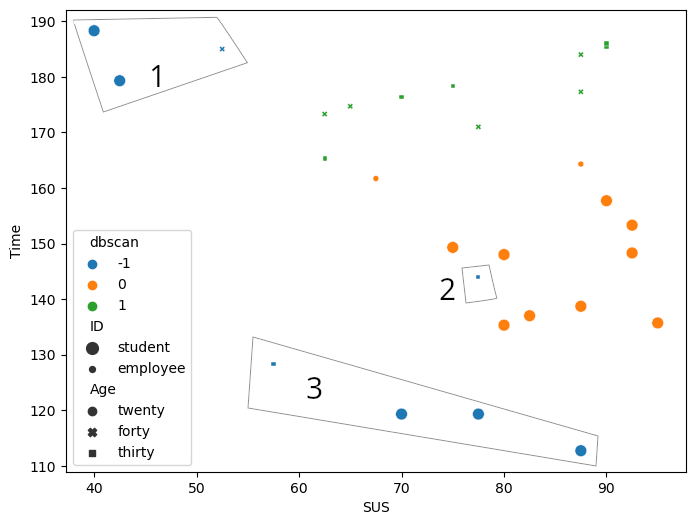 190
180
170
160
150
140
130
120
110
Time
1
2
3
dbscan
-1
0
1
ID
student
employee
Age
twenty
forty
thirty
40 50 60 70 80 90
SUS